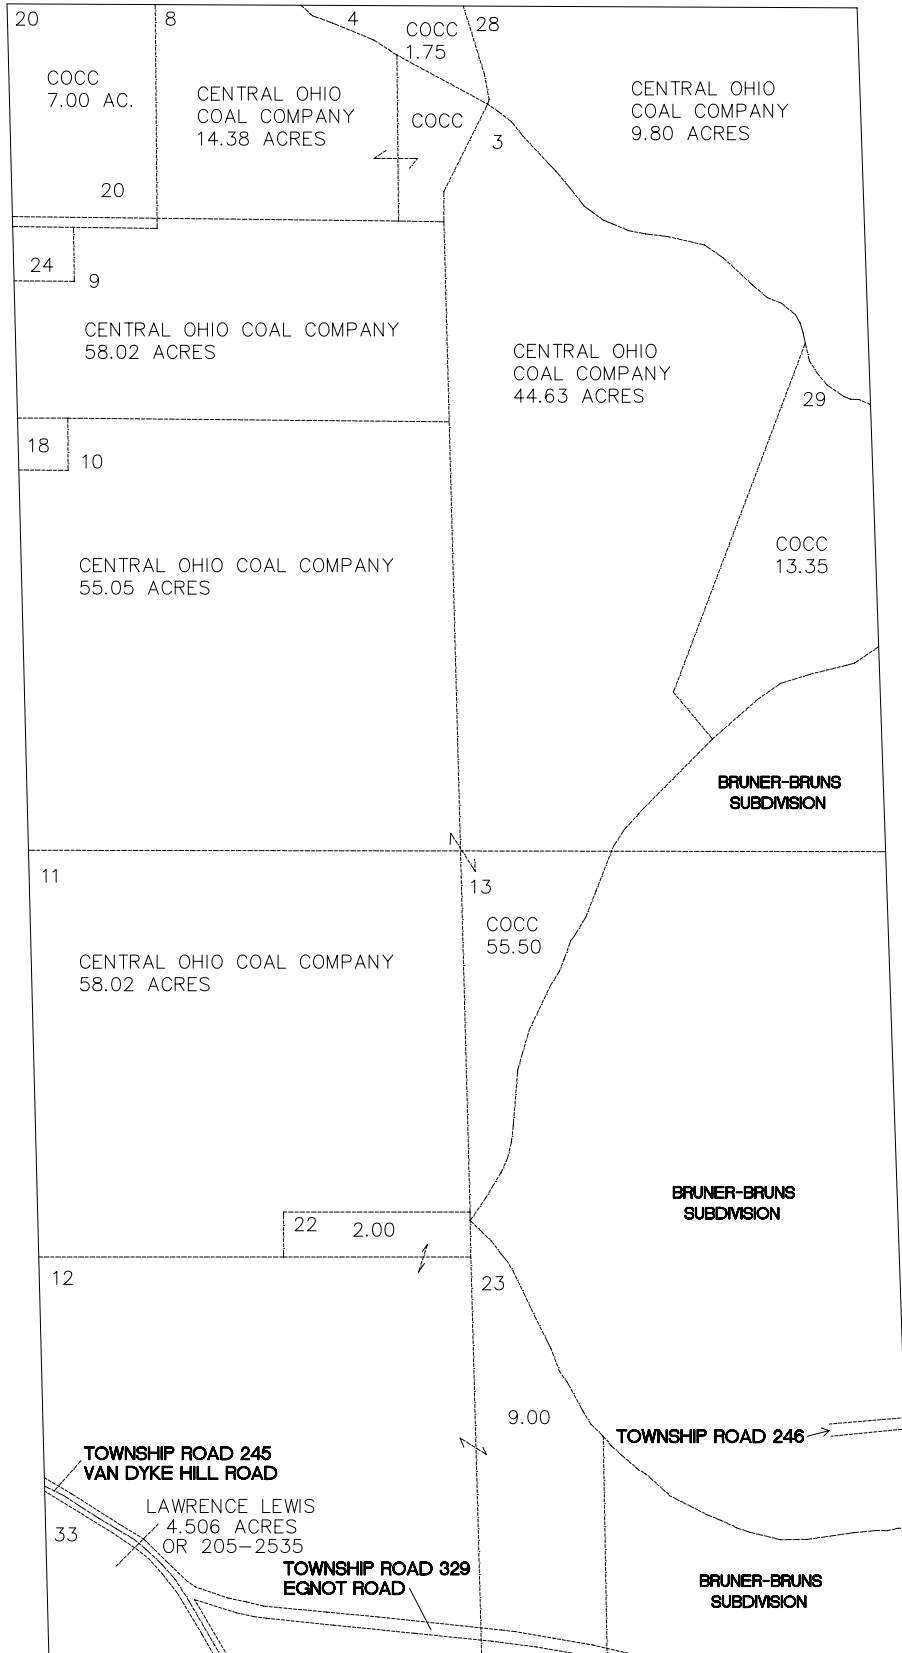 20
8
4
28
COCC
1.75
COCC
7.00 AC.
CENTRAL OHIO
COAL COMPANY
14.38 ACRES
COCC
3
CENTRAL OHIO
COAL COMPANY
9.80 ACRES
20
24
9
CENTRAL OHIO COAL COMPANY
58.02 ACRES
CENTRAL OHIO
COAL COMPANY
44.63 ACRES
29
18
10
COCC
13.35
CENTRAL OHIO COAL COMPANY
55.05 ACRES
BRUNER-BRUNS
SUBDIVISION
11
13
COCC
55.50
CENTRAL OHIO COAL COMPANY
58.02 ACRES
BRUNER-BRUNS
SUBDIVISION
22
2.00
12
23
9.00
TOWNSHIP ROAD 246
TOWNSHIP ROAD 245
VAN DYKE HILL ROAD
LAWRENCE LEWIS
4.506 ACRES
OR 205-2535
33
TOWNSHIP ROAD 329
EGNOT ROAD
BRUNER-BRUNS
SUBDIVISION